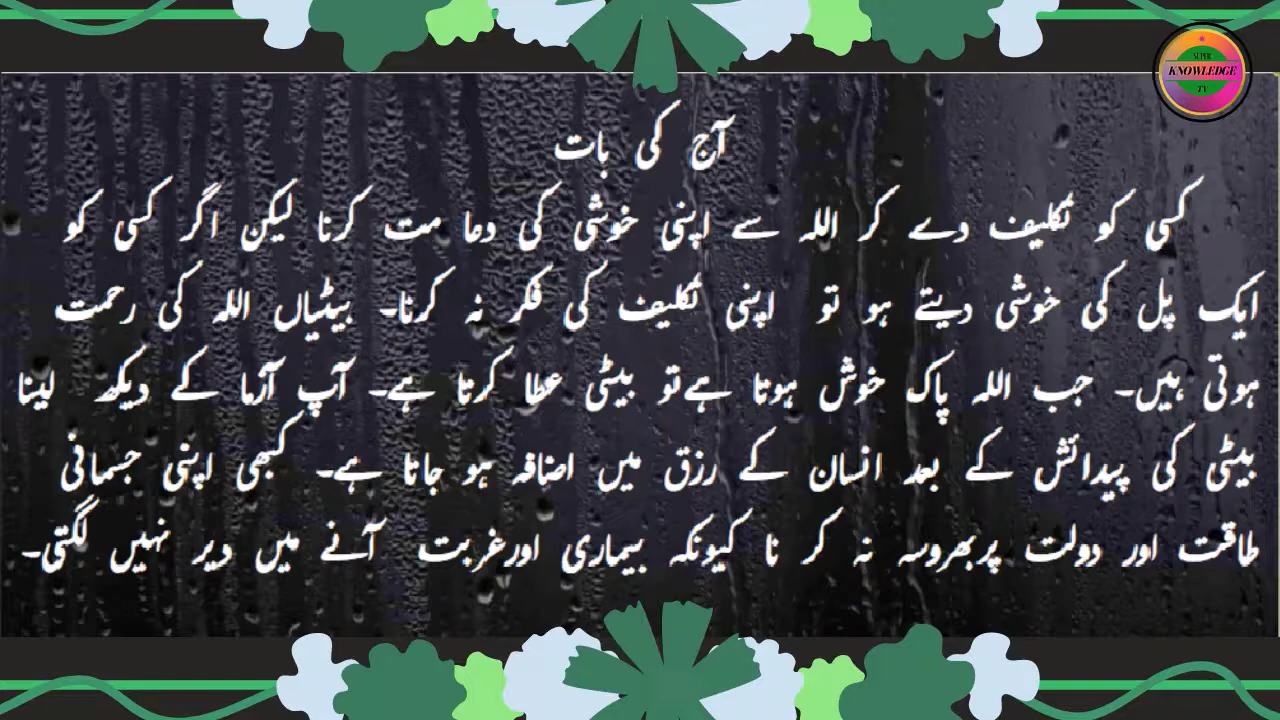 SUPER
KNOWLEDGE
TV
آج کی بات
کسی کو تکلیف دے کر اللہ سے اپنی خوشی کی دعا مت کرنا لیکن اگر کسی کو
ایک پل کی خوشی دیتے ہو تو اپنی تکلیف کی فکر نہ کرنا۔ بیٹیاں اللہ کی رحمت
ہوتی ہیں۔ جب اللہ پاک خوش ہوتا ہےتو بیٹی عطا کرتا ہے۔ آپ آزما کے دیکھ لینا
بیٹی کی پیدائش کے بعد انسان کے رزق میں اضافہ ہو جاتا ہے۔ کبھی اپنی جسمانی
طاقت اور دولت پربھروسہ نہ کر نا کیونکہ بیماری اورغربت آنے میں دیر نہیں لگتی۔